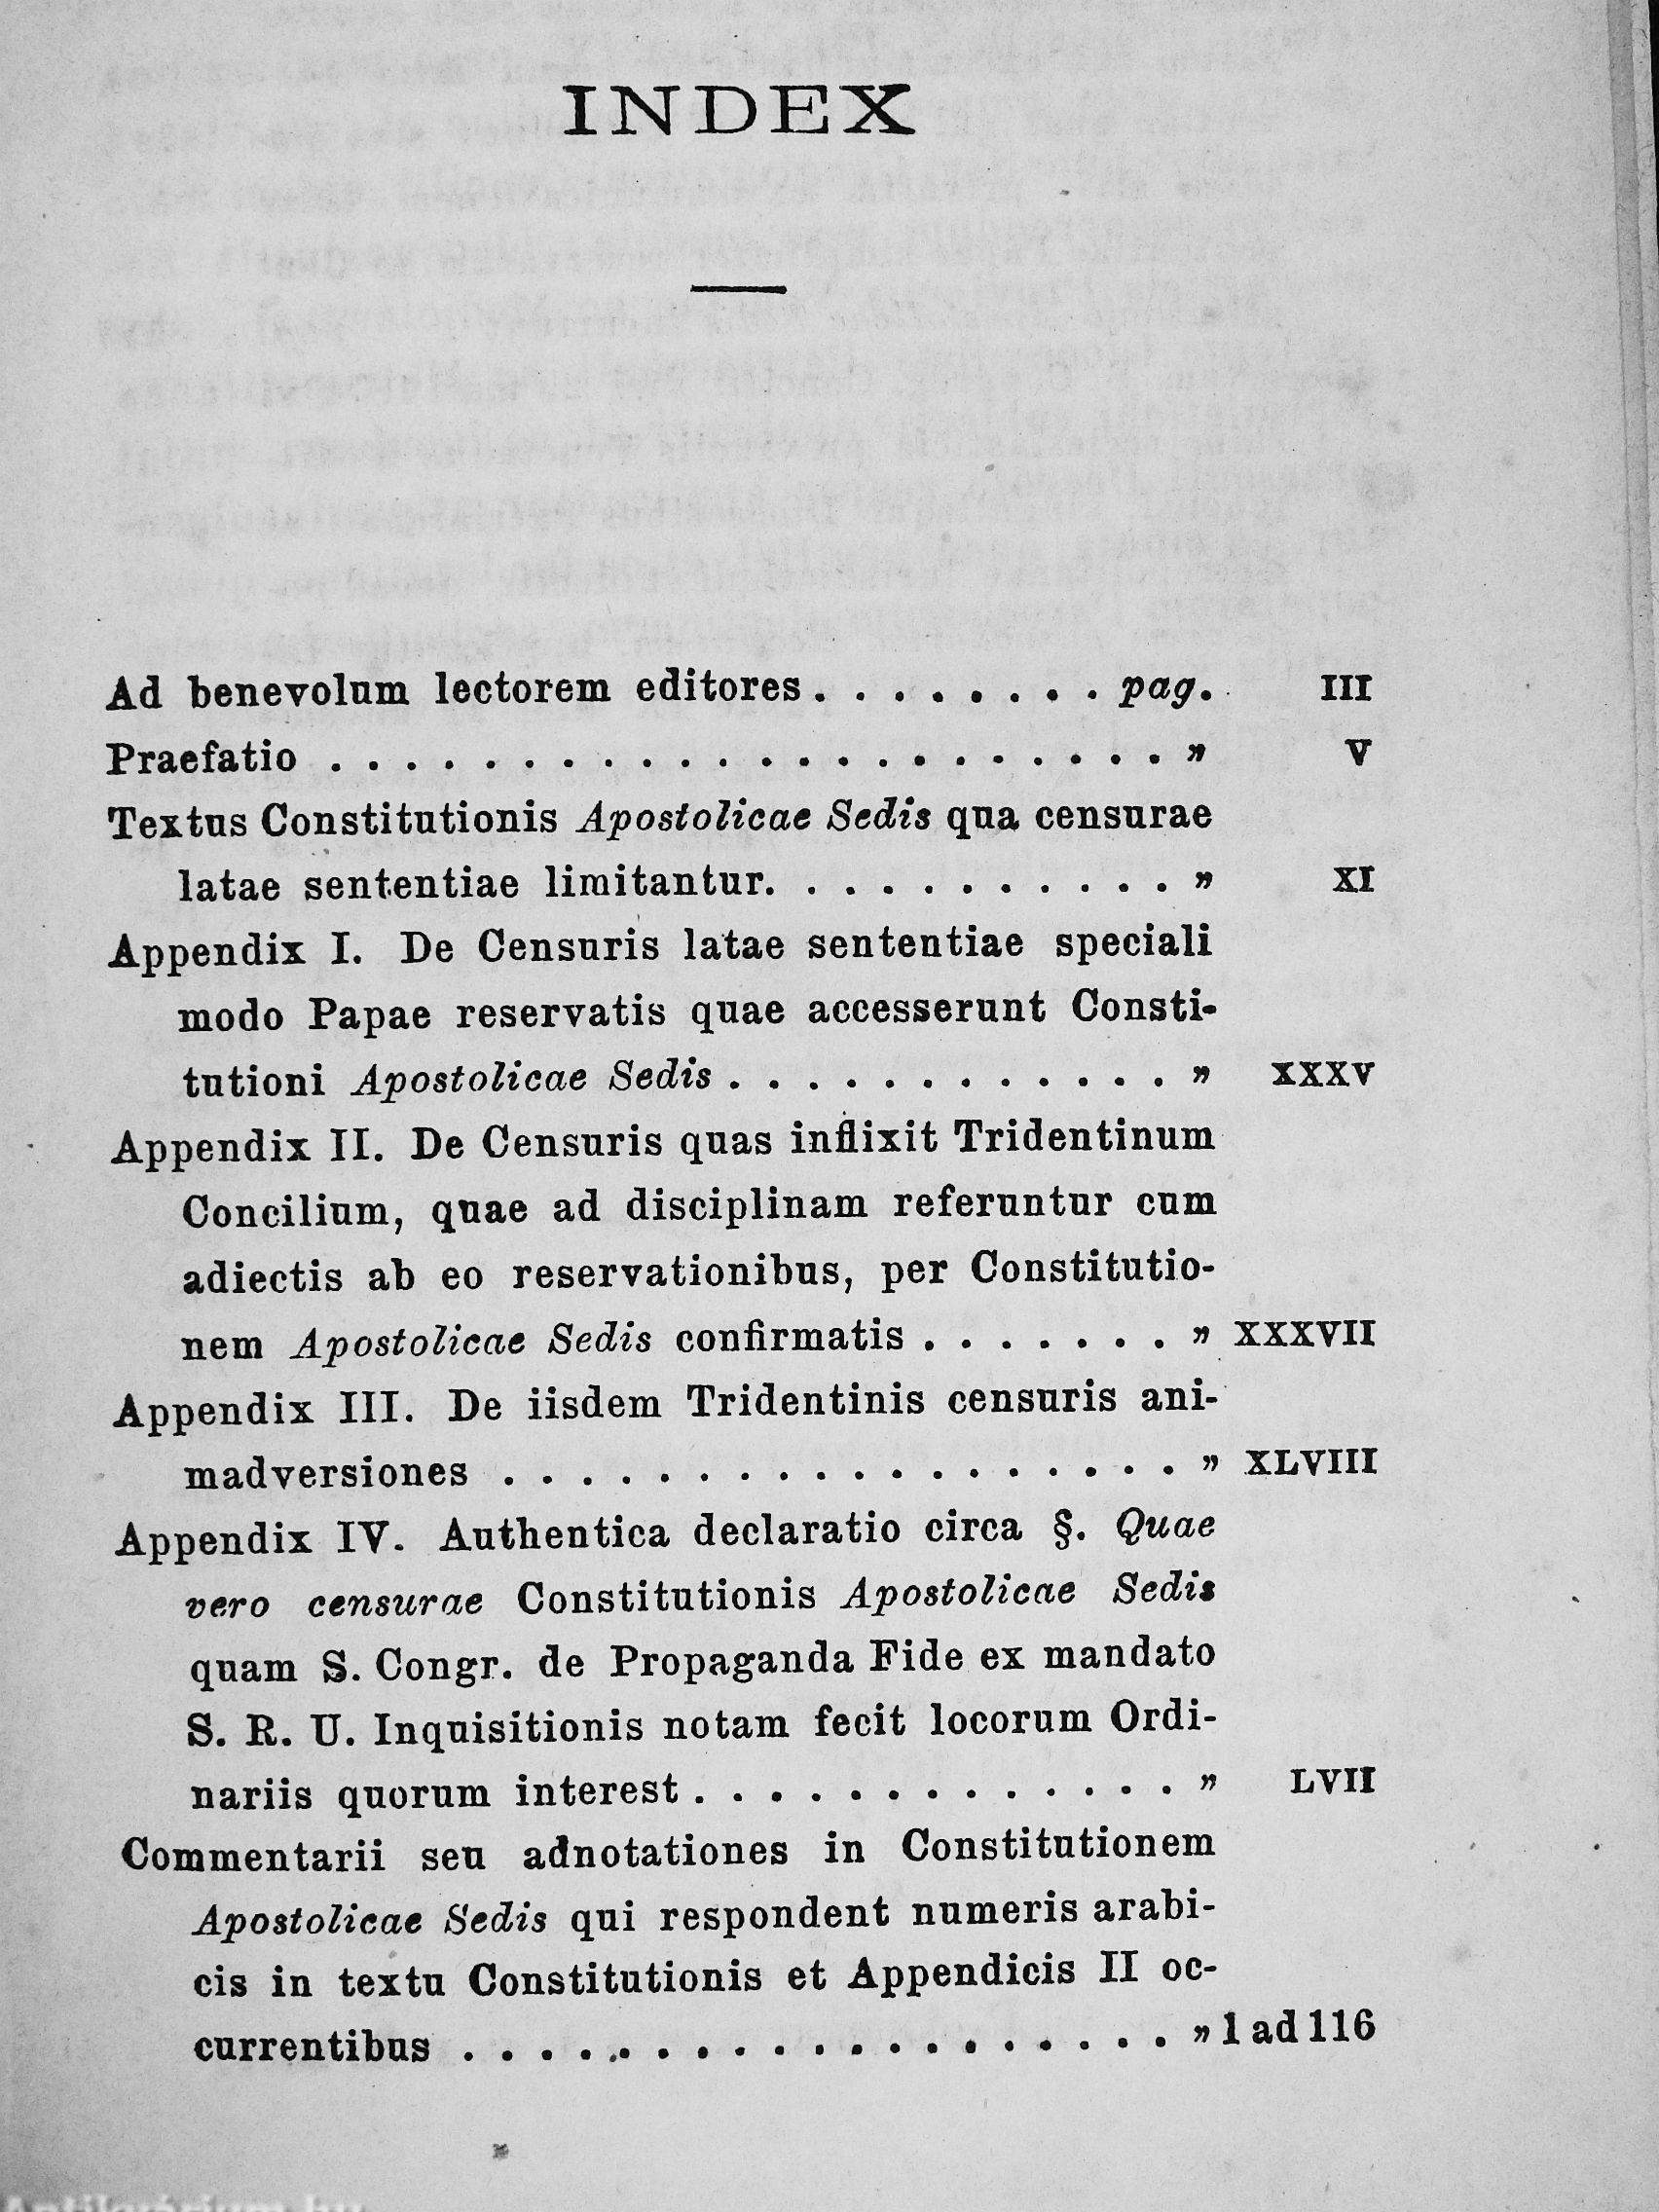 INDEX
Ad benevolum lectorem editores. . . . . . . . pag. III
Praefatio . . . . . . . . . . . . . . . . . . . . . . . " V
Textus Constitutionis Apostolicae Sedis qua censurae
latae sententiae limitantur. . . . . . . . . . . " XI
Appendix I. De Censuris latae sententiae speciali
modo Papae reservatis quae accesserunt Consti-
tutioni Apostolicae Sedis . . . . . . . . . . . . " XXXV
Appendix II. De Censuris quas inflixit Tridentinum
Concilium, quae ad disciplinam referuntur cum
adiectis ab eo reservationibus, per Constitutio-
nem Apostolicae Sedis confirmatis . . . . . . . " XXXVII
Appendix III. De iisdem Tridentinis censuris ani-
madversiones . . . . . . . . . . . . . . . . . . " XLVIII
Appendix IV. Authentica declaratio circa §. Quae
vero censurae Constitutionis Apostolicae Sedis
quam S. Congr. de Propaganda Fide ex mandato
S. R. U. Inquisitionis notam fecit locorum Ordi-
nariis quorum interest . . . . . . . . . . . . . " LVII
Commentarii seu adnotationes in Constitutionem
Apostolicae Sedis qui respondent numeris arabi-
cis in textu Constitutionis et Appendicis II oc-
currentibus . . . . . . . . . . . . . . . . . . . " 1 ad 116